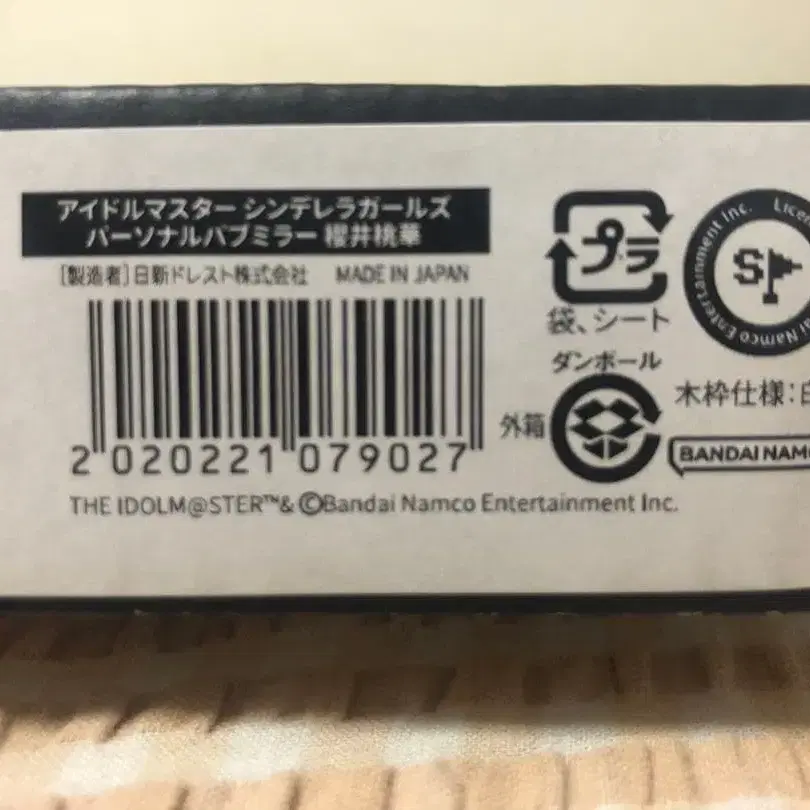 アイドルマスター シンデレラガールズ
パーソナルパブミラー 櫻井桃華
[製造者]日新ドレスト株式会社 MADE IN JAPAN
2 020221 079027
THE IDOLM@STER™& ©Bandai Namco Entertainment Inc.
プラ
袋、シート
ダンボール
外箱
木枠仕様:
BANDAI NAM